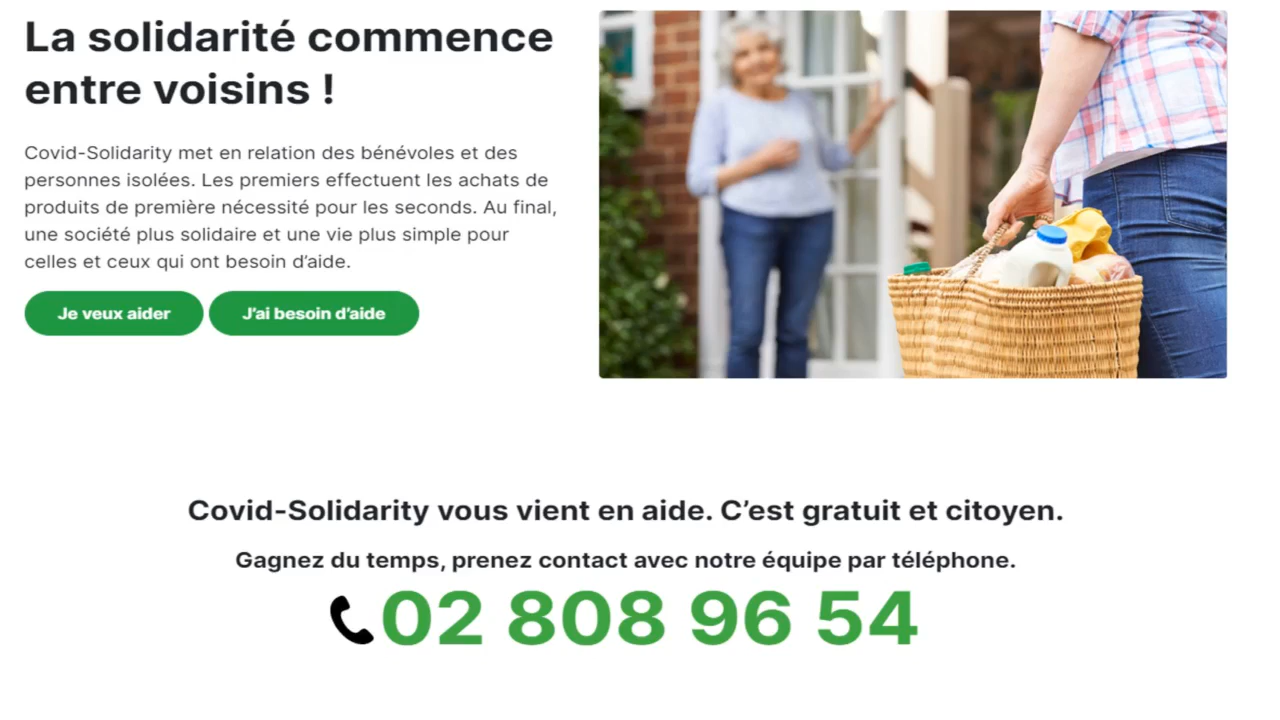 La solidarité commence
entre voisins !
Covid-Solidarity met en relation des bénévoles et des
personnes isolées. Les premiers effectuent les achats de
produits de première nécessité pour les seconds. Au final,
une société plus solidaire et une vie plus simple pour
celles et ceux qui ont besoin d’aide.
Je veux aider
J’ai besoin d’aide
Covid-Solidarity vous vient en aide. C’est gratuit et citoyen.
Gagnez du temps, prenez contact avec notre équipe par téléphone.
02 808 96 54